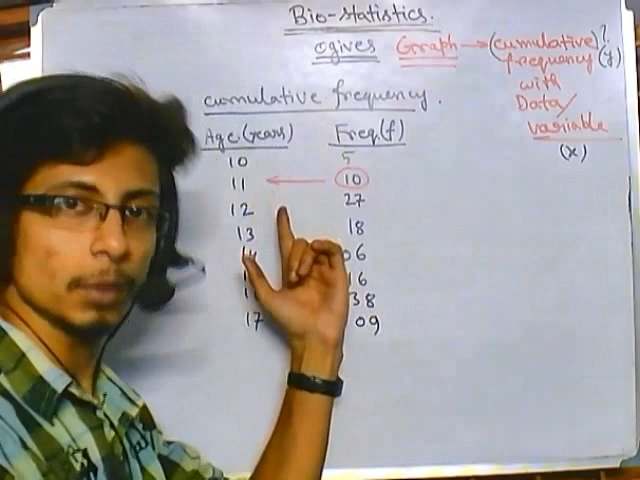 Bio-statistics.
ogives Graph → (cumulative)?
frequency (y)
with
Data/
variable
(x)
cumulative frequency.
Age (years) Freq(f)
10 5
11 ← 10
12 27
13 18
14 06
16
38
17 09